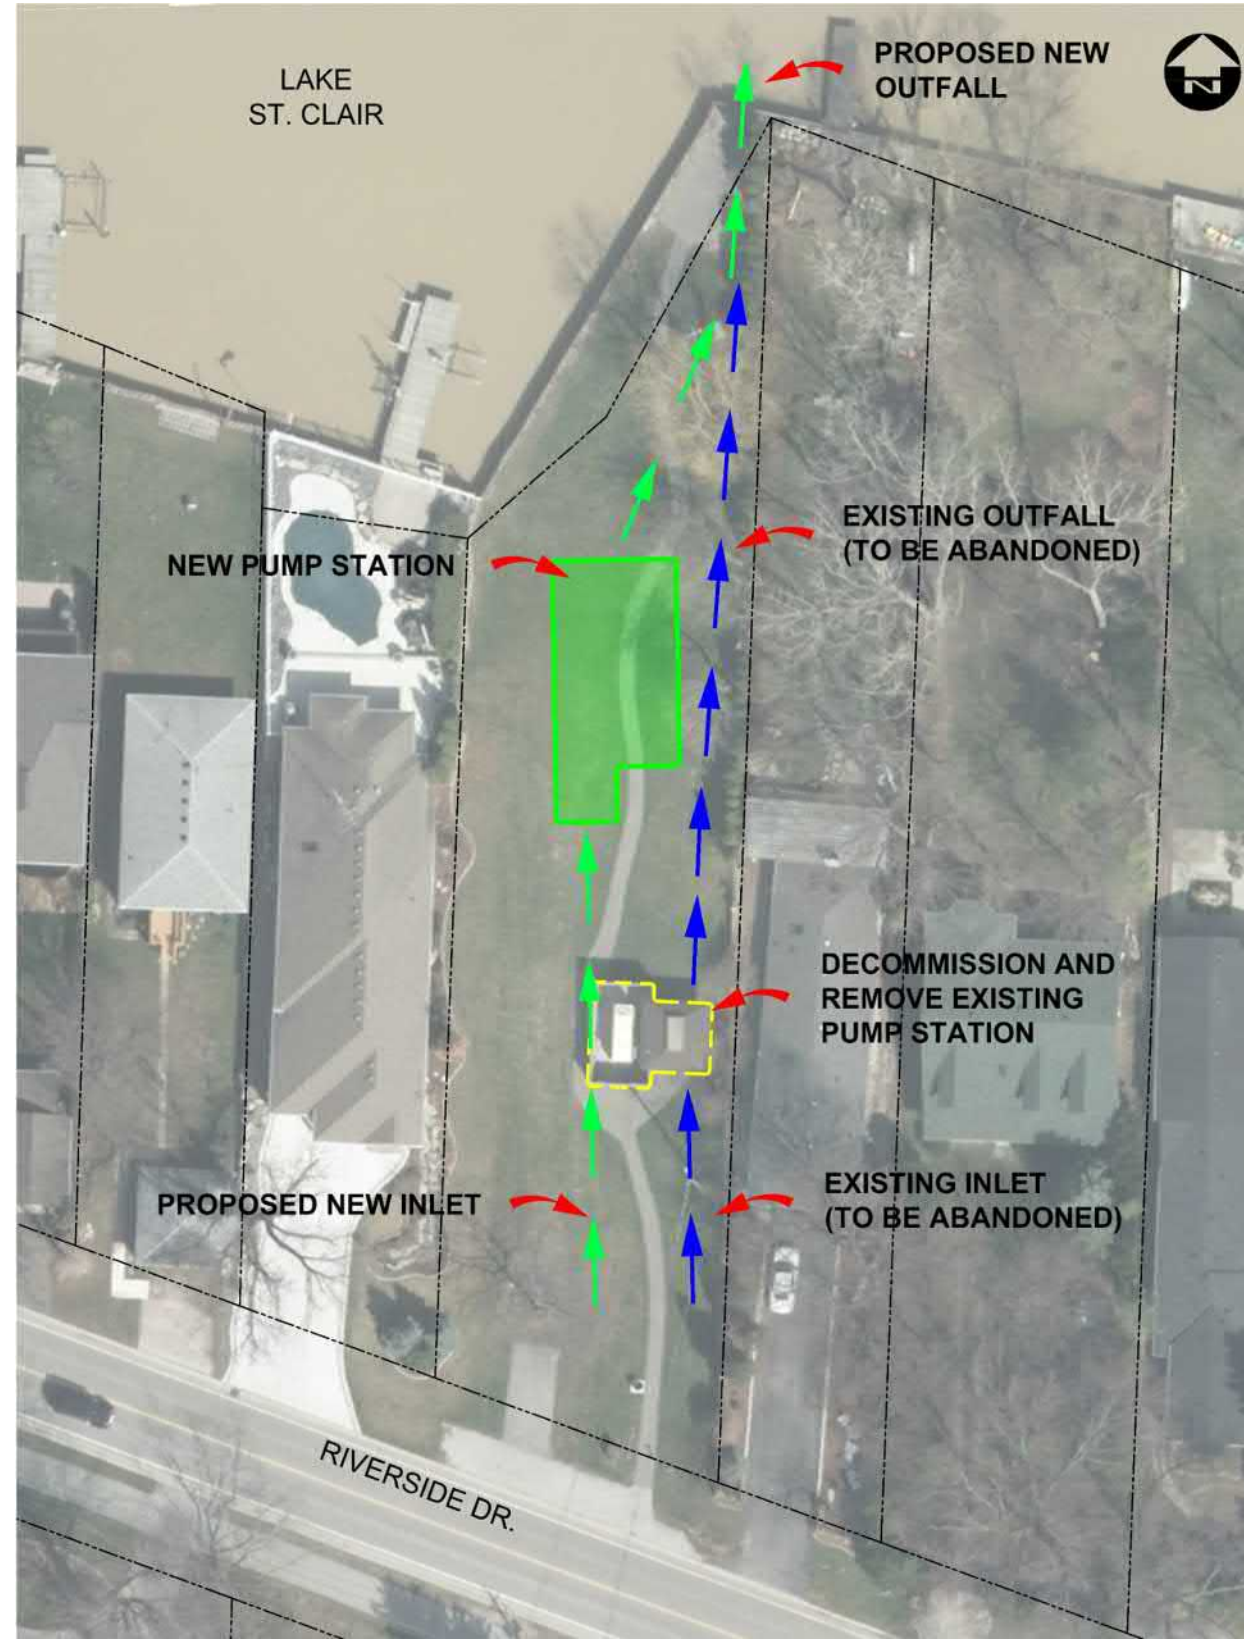 LAKE
ST. CLAIR
PROPOSED NEW
OUTFALL
N
EXISTING OUTFALL
(TO BE ABANDONED)
NEW PUMP STATION
DECOMMISSION AND
REMOVE EXISTING
PUMP STATION
PROPOSED NEW INLET
EXISTING INLET
(TO BE ABANDONED)
RIVERSIDE DR.